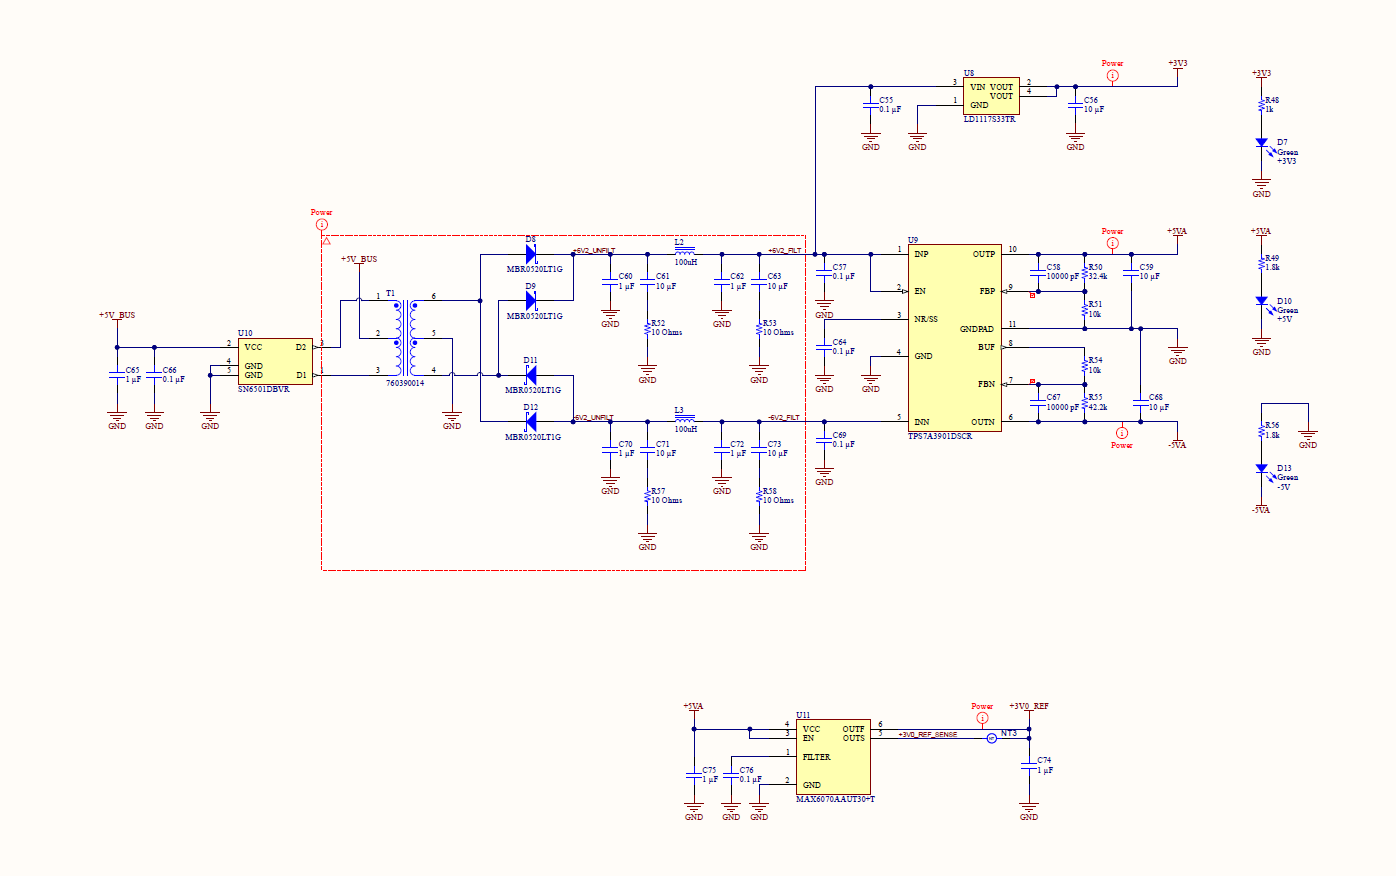 Power
+3V3
U8
3 VIN VOUT 2
VOUT 4
1 GND
LD1117S33TR
C55
0.1 µF
GND
GND
C56
10 µF
GND
+3V3
R48
1k
D7
Green
+3V3
GND
Power
+5V_BUS
T1
1
2
3
6
5
4
760390014
GND
D8
MBR0520LT1G
D9
MBR0520LT1G
D11
MBR0520LT1G
D12
MBR0520LT1G
+6V2_UNFILT
L2
100uH
+6V2_FILT
C60
1 µF
GND
C61
10 µF
R52
10 Ohms
GND
C62
1 µF
GND
C63
10 µF
R53
10 Ohms
GND
-6V2_UNFILT
L3
100uH
-6V2_FILT
C70
1 µF
GND
C71
10 µF
R57
10 Ohms
GND
C72
1 µF
GND
C73
10 µF
R58
10 Ohms
GND
+5V_BUS
C65
1 µF
GND
C66
0.1 µF
GND
U10
2 VCC D2 3
4 GND
5 GND D1 1
SN6501DBVR
GND
C57
0.1 µF
GND
C64
0.1 µF
GND
GND
C69
0.1 µF
GND
U9
1 INP OUTP 10
2 EN FBP 9
3 NR/SS
GNDPAD 11
4 GND BUF 8
FBN 7
5 INN OUTN 6
TPS7A3901DSCR
Power
+5VA
C58
10000 pF
R50
32.4k
C59
10 µF
R51
10k
GND
R54
10k
C67
10000 pF
R55
42.2k
C68
10 µF
Power
-5VA
+5VA
R49
1.8k
D10
Green
+5V
GND
R56
1.8k
GND
D13
Green
-5V
-5VA
+5VA
C75
1 µF
GND
C76
0.1 µF
GND
GND
U11
4 VCC OUTF 6
3 EN OUTS 5
1 FILTER
2 GND
MAX6070AAUT30+T
Power
+3V0_REF
+3V0_REF_SENSE
NT3
C74
1 µF
GND